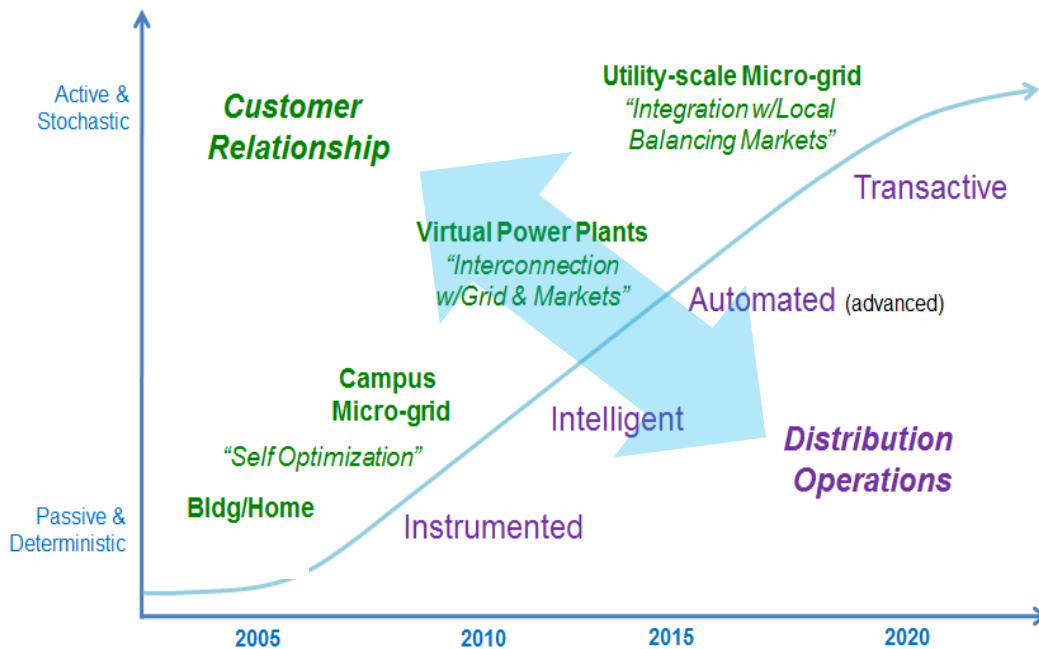 Active &
Stochastic
Customer
Relationship
Utility-scale Micro-grid
“Integration w/Local
Balancing Markets”
Transactive
Virtual Power Plants
“Interconnection
w/Grid & Markets”
Automated (advanced)
Campus
Micro-grid
Intelligent
Distribution
Operations
“Self Optimization”
Bldg/Home
Instrumented
Passive &
Deterministic
2005 2010 2015 2020